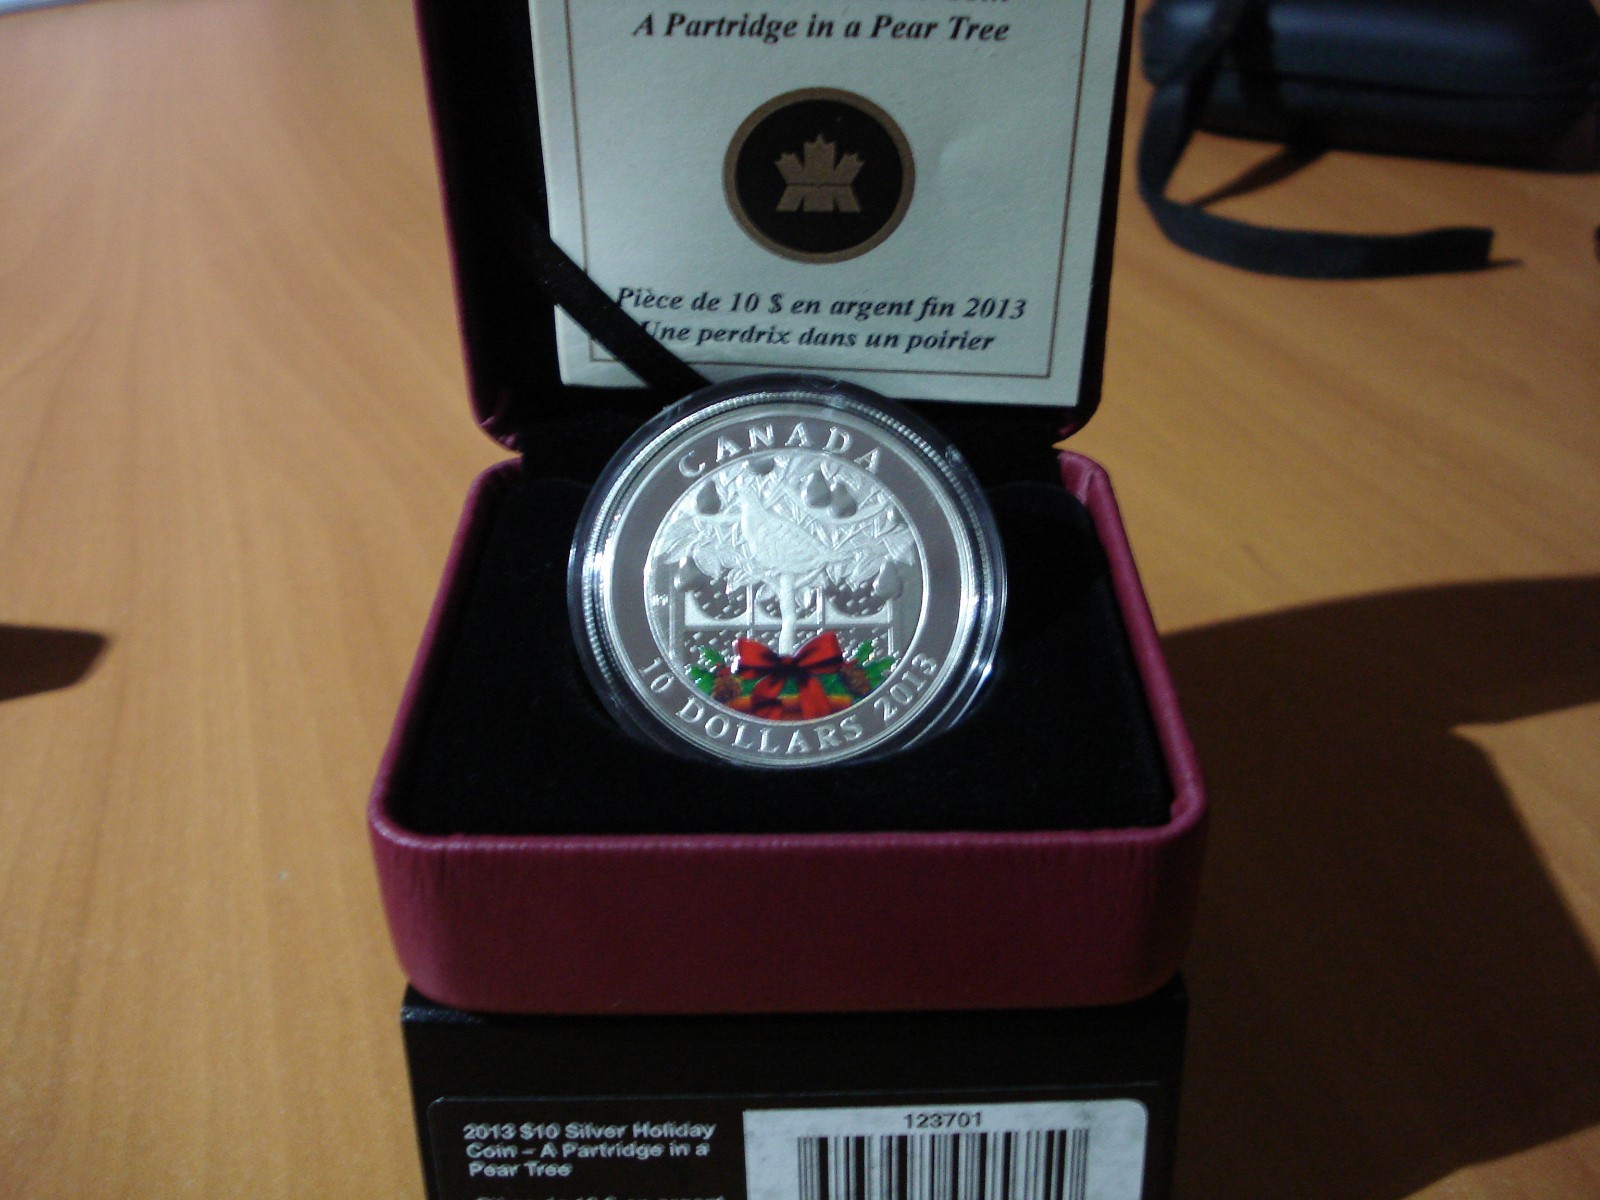 A Partridge in a Pear Tree
Pièce de 10 $ en argent fin 2013
Une perdrix dans un poirier
CANADA
10 DOLLARS 2013
2013 $10 Silver Holiday
Coin – A Partridge in a
Pear Tree
123701